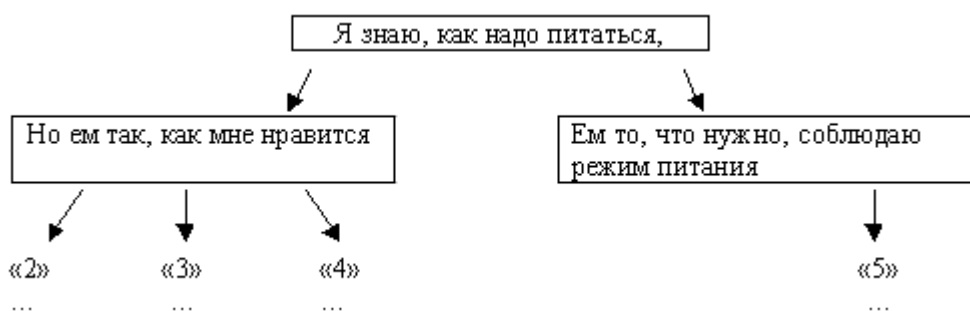 Я знаю, как надо питаться,
Но ем так, как мне нравится
Ем то, что нужно, соблюдаю
режим питания
«2» «3» «4» «5»
... ... ... ...